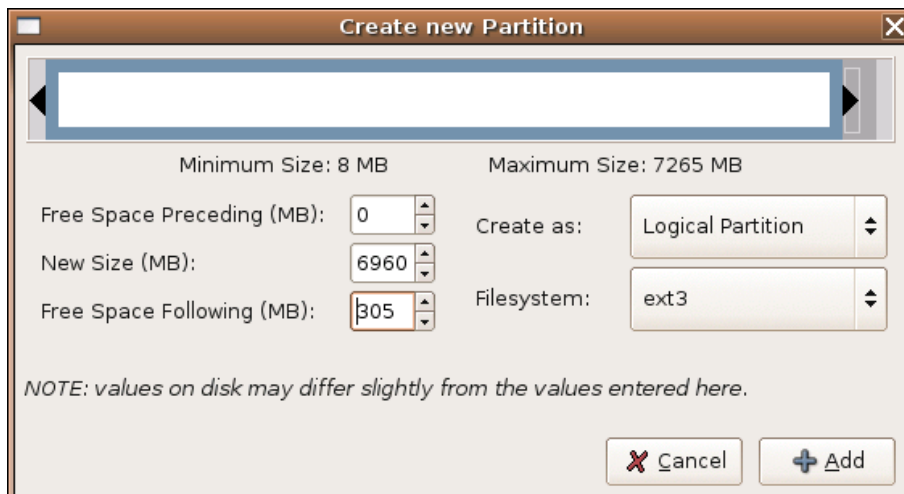 Create new Partition
Minimum Size: 8 MB Maximum Size: 7265 MB
Free Space Preceding (MB): 0
Create as: Logical Partition
New Size (MB): 6960
Filesystem: ext3
Free Space Following (MB): 305
NOTE: values on disk may differ slightly from the values entered here.
Cancel Add